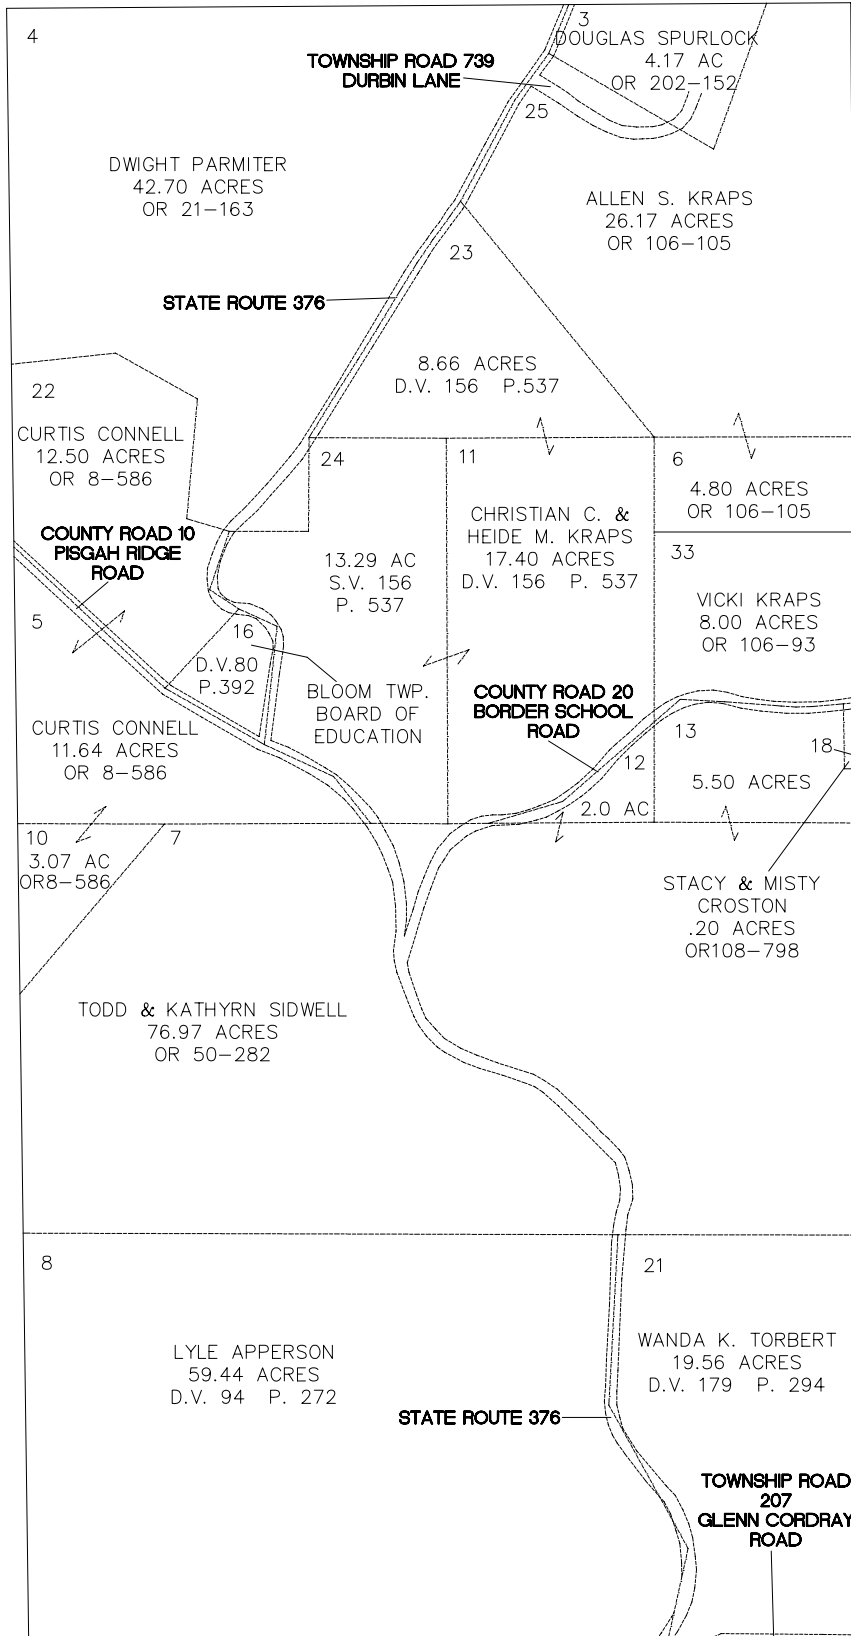 4
3
DOUGLAS SPURLOCK
4.17 AC
OR 202-152
TOWNSHIP ROAD 739
DURBIN LANE
25
DWIGHT PARMITER
42.70 ACRES
OR 21-163
ALLEN S. KRAPS
26.17 ACRES
OR 106-105
23
STATE ROUTE 376
8.66 ACRES
D.V. 156 P.537
22
CURTIS CONNELL
12.50 ACRES
OR 8-586
24
11
6
4.80 ACRES
OR 106-105
CHRISTIAN C. &
HEIDE M. KRAPS
17.40 ACRES
D.V. 156 P. 537
COUNTY ROAD 10
PISGAH RIDGE
ROAD
13.29 AC
S.V. 156
P. 537
33
VICKI KRAPS
8.00 ACRES
OR 106-93
5
16
D.V.80
P.392
BLOOM TWP.
BOARD OF
EDUCATION
COUNTY ROAD 20
BORDER SCHOOL
ROAD
CURTIS CONNELL
11.64 ACRES
OR 8-586
13
18
12
5.50 ACRES
2.0 AC
10
3.07 AC
OR8-586
7
STACY & MISTY
CROSTON
.20 ACRES
OR108-798
TODD & KATHYRN SIDWELL
76.97 ACRES
OR 50-282
8
21
LYLE APPERSON
59.44 ACRES
D.V. 94 P. 272
WANDA K. TORBERT
19.56 ACRES
D.V. 179 P. 294
STATE ROUTE 376
TOWNSHIP ROAD
207
GLENN CORDRAY
ROAD